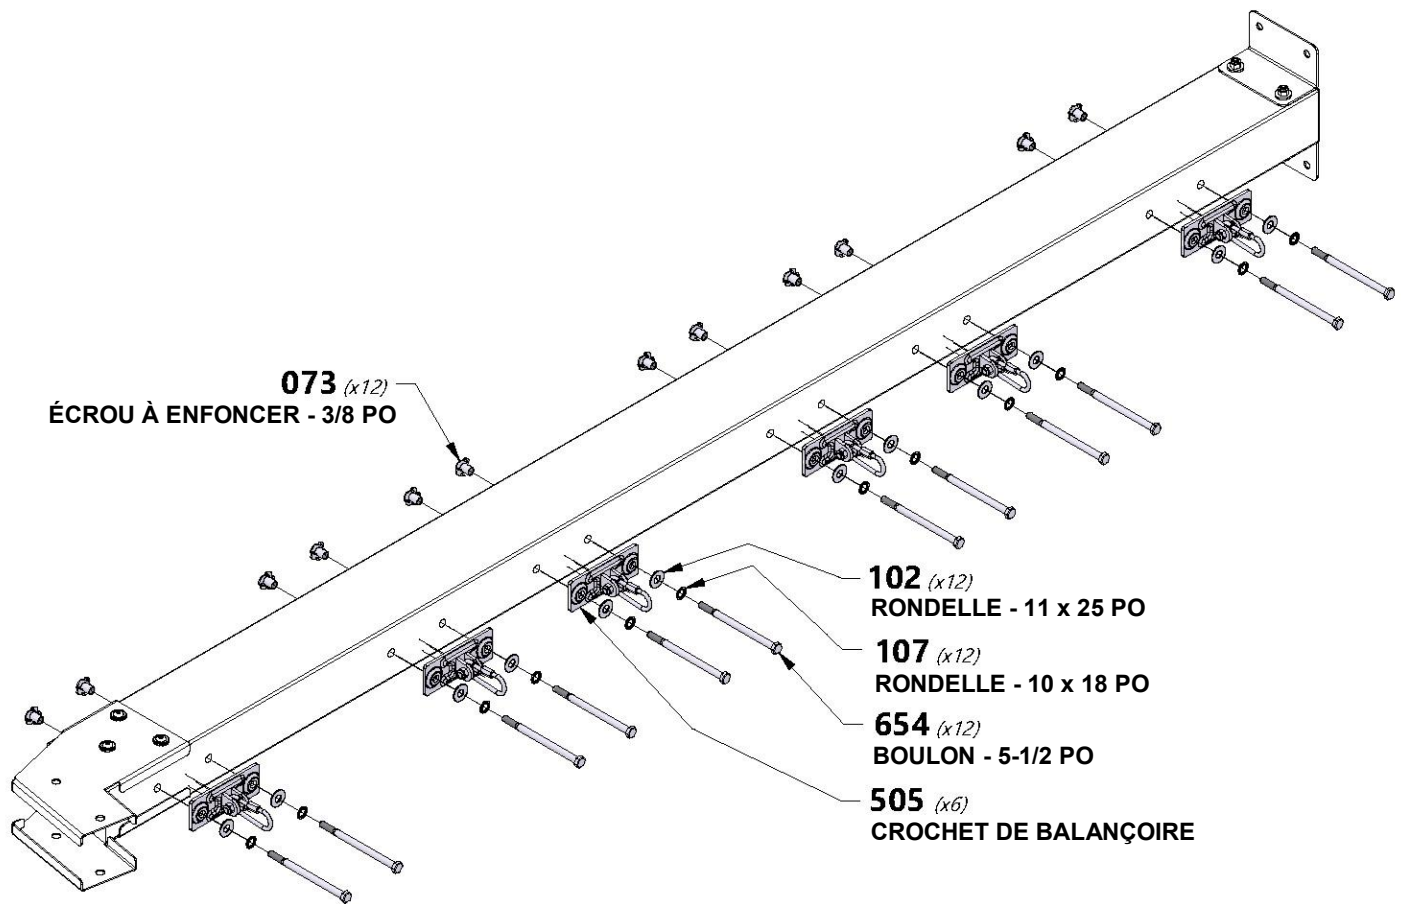 073 (x12)
ÉCROU À ENFONCER - 3/8 PO
102 (x12)
RONDELLE - 11 x 25 PO
107 (x12)
RONDELLE - 10 x 18 PO
654 (x12)
BOULON - 5-1/2 PO
505 (x6)
CROCHET DE BALANÇOIRE